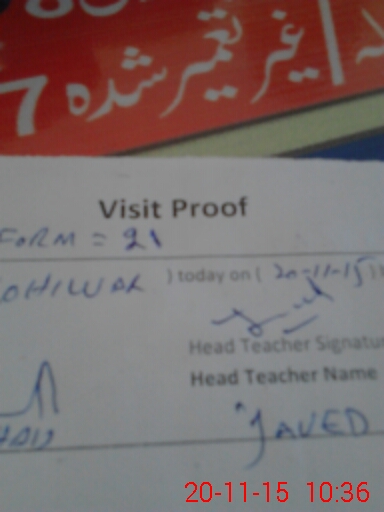 7 غیر تعمیر شدہ
Visit Proof
FORM = 21
OHIWAL ) today on ( 20-11-15 )
Head Teacher Signatu
Head Teacher Name
JAVED
20-11-15 10:36